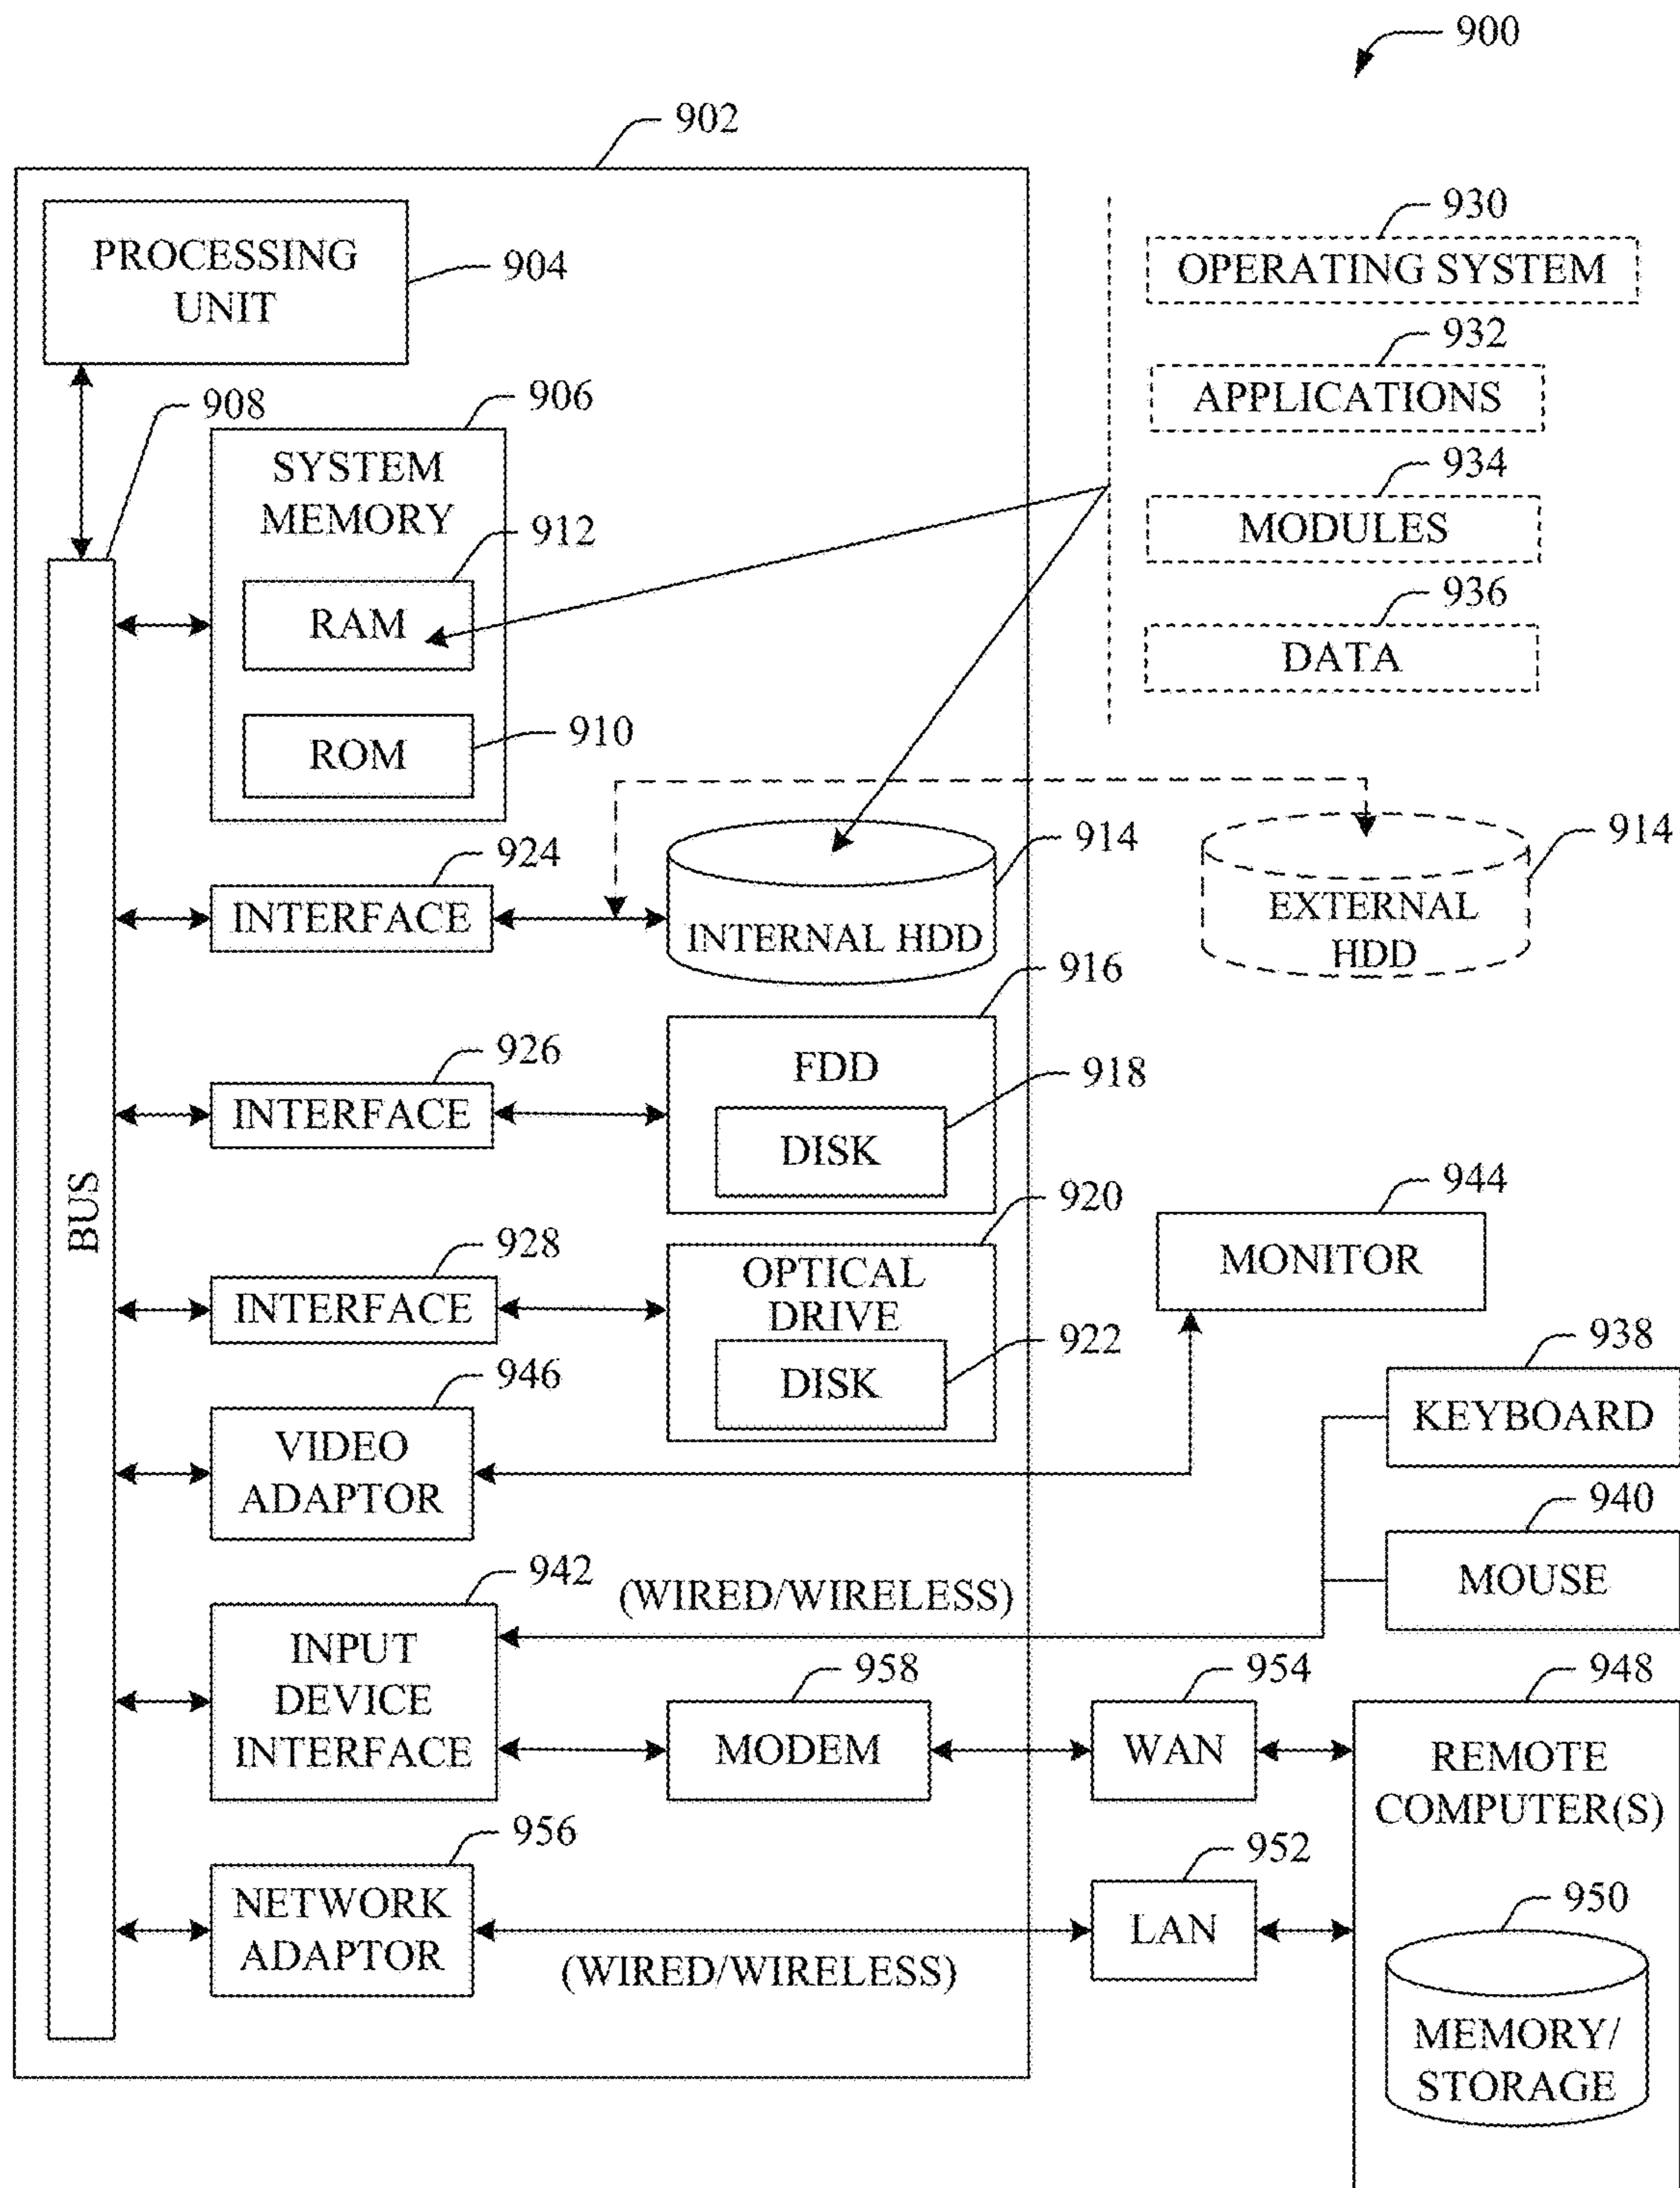 900
902
PROCESSING
UNIT
904
930
OPERATING SYSTEM
932
APPLICATIONS
934
MODULES
936
DATA
908
906
SYSTEM
MEMORY
912
RAM
910
ROM
BUS
924
INTERFACE
914
INTERNAL HDD
914
EXTERNAL
HDD
926
INTERFACE
916
FDD
918
DISK
928
INTERFACE
920
OPTICAL
DRIVE
922
DISK
944
MONITOR
946
VIDEO
ADAPTOR
938
KEYBOARD
940
MOUSE
942
INPUT
DEVICE
INTERFACE
(WIRED/WIRELESS)
958
MODEM
954
WAN
948
REMOTE
COMPUTER(S)
956
NETWORK
ADAPTOR
(WIRED/WIRELESS)
952
LAN
950
MEMORY/
STORAGE